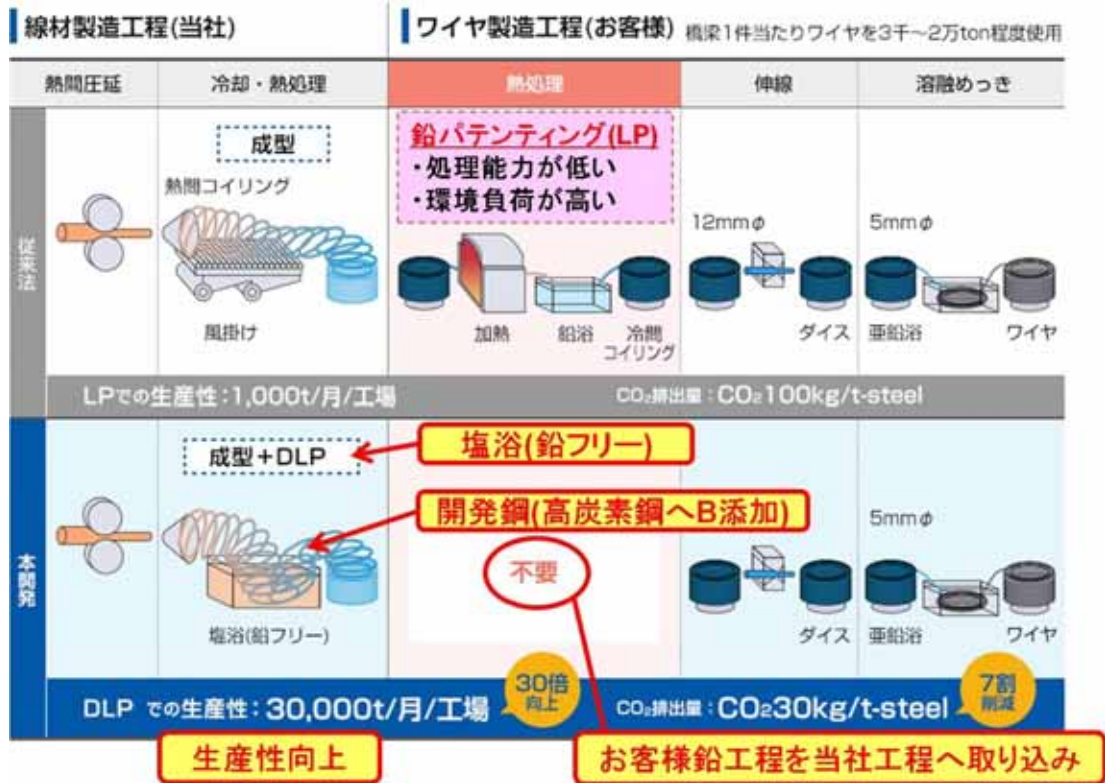 線材製造工程(当社)
ワイヤ製造工程(お客様) 橋梁1件当たりワイヤを3千〜2万ton程度使用
熱間圧延
冷却・熱処理
熱処理
伸線
溶融めっき
従来法
成型
熱間コイリング
風掛け
鉛パテンティング(LP)
・処理能力が低い
・環境負荷が高い
加熱
鉛浴
冷間
コイリング
12mmφ
ダイス
5mmφ
亜鉛浴
ワイヤ
LPでの生産性：1,000t/月/工場
CO₂排出量：CO₂100kg/t-steel
本開発
成型+DLP
塩浴(鉛フリー)
開発鋼(高炭素鋼へB添加)
塩浴(鉛フリー)
不要
ダイス
5mmφ
亜鉛浴
ワイヤ
DLP での生産性：30,000t/月/工場
30倍
向上
CO₂排出量：CO₂30kg/t-steel
7割
削減
生産性向上
お客様鉛工程を当社工程へ取り込み